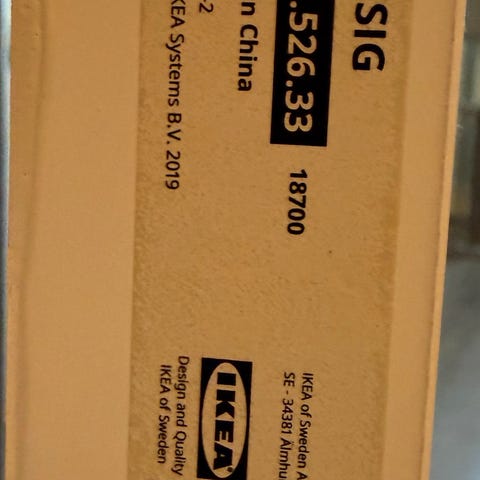 SIG
.526.33 18700
n China
-2
KEA Systems B.V. 2019
IKEA of Sweden A
SE - 34381 Älmhu
IKEA
Design and Quality
IKEA of Sweden